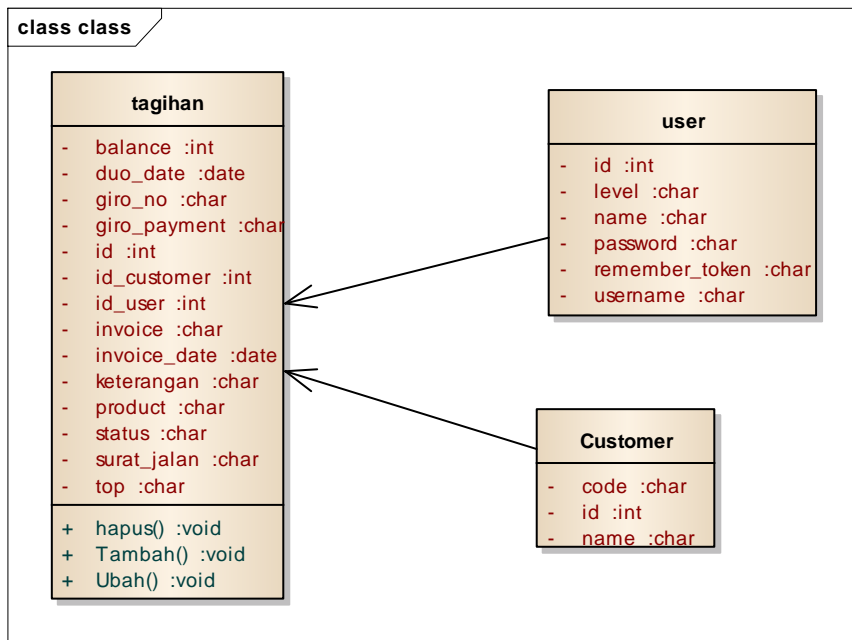 class class
tagihan
- balance :int
- duo_date :date
- giro_no :char
- giro_payment :char
- id :int
- id_customer :int
- id_user :int
- invoice :char
- invoice_date :date
- keterangan :char
- product :char
- status :char
- surat_jalan :char
- top :char
+ hapus() :void
+ Tambah() :void
+ Ubah() :void
user
- id :int
- level :char
- name :char
- password :char
- remember_token :char
- username :char
Customer
- code :char
- id :int
- name :char